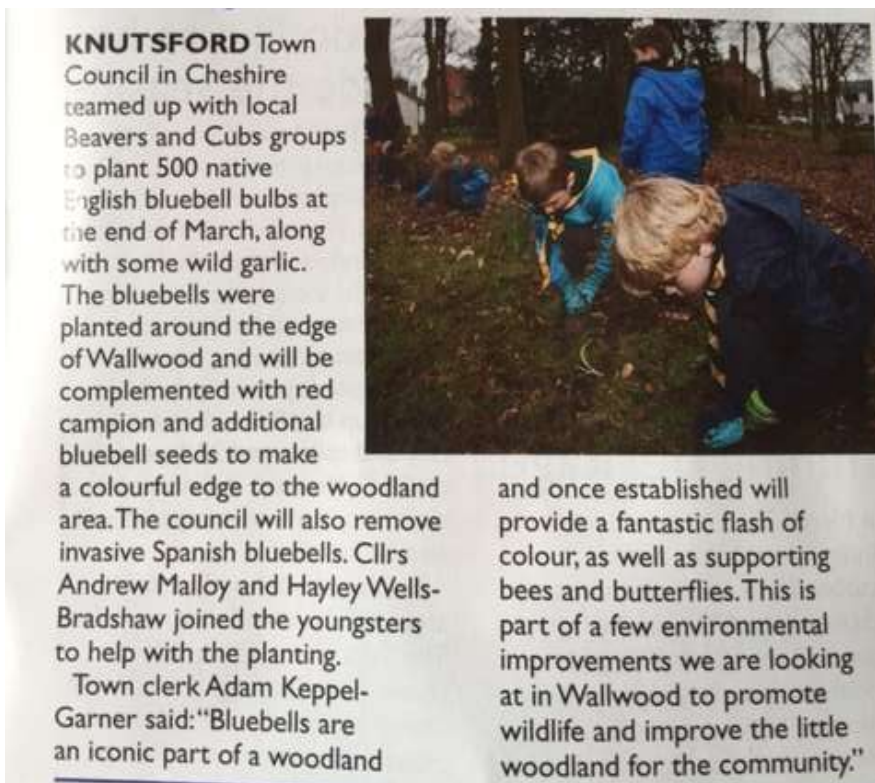 KNUTSFORD Town
Council in Cheshire
teamed up with local
Beavers and Cubs groups
to plant 500 native
English bluebell bulbs at
the end of March, along
with some wild garlic.
The bluebells were
planted around the edge
of Wallwood and will be
complemented with red
campion and additional
bluebell seeds to make
a colourful edge to the woodland
area. The council will also remove
invasive Spanish bluebells. Cllrs
Andrew Malloy and Hayley Wells-
Bradshaw joined the youngsters
to help with the planting.
Town clerk Adam Keppel-
Garner said: “Bluebells are
an iconic part of a woodland
and once established will
provide a fantastic flash of
colour, as well as supporting
bees and butterflies. This is
part of a few environmental
improvements we are looking
at in Wallwood to promote
wildlife and improve the little
woodland for the community.”